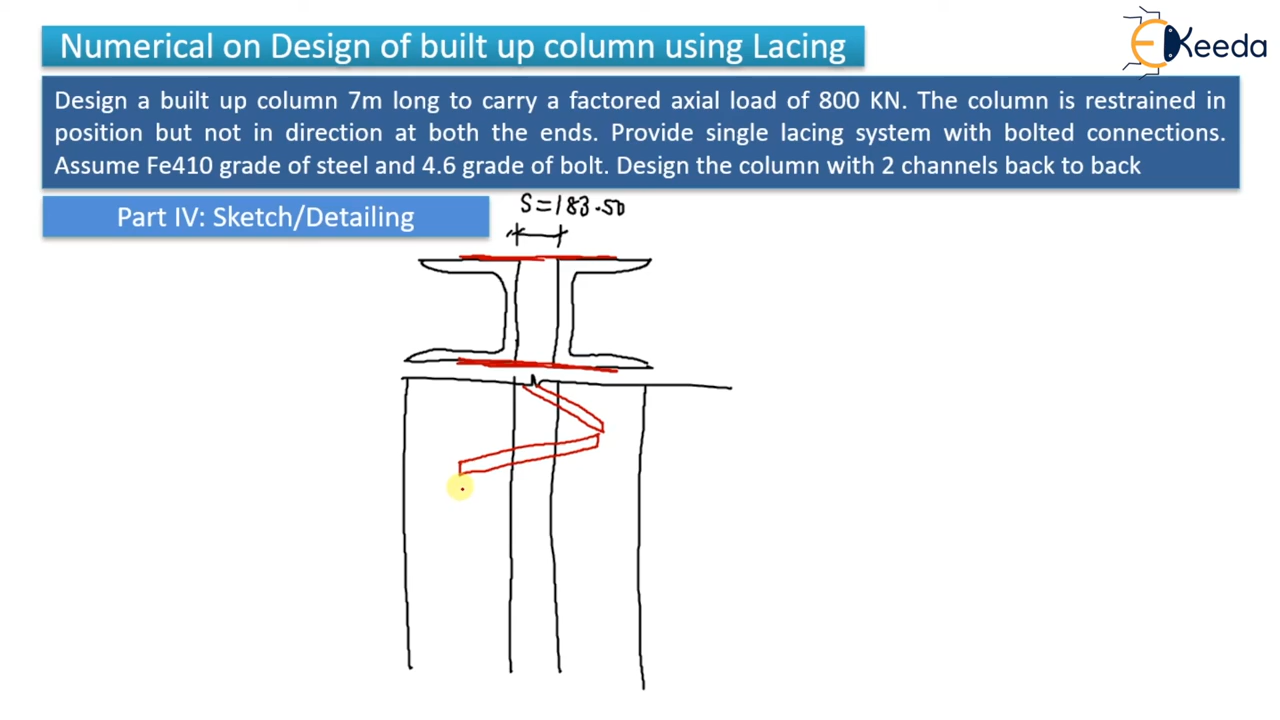 Numerical on Design of built up column using Lacing
EKeeda
Design a built up column 7m long to carry a factored axial load of 800 KN. The column is restrained in
position but not in direction at both the ends. Provide single lacing system with bolted connections.
Assume Fe410 grade of steel and 4.6 grade of bolt. Design the column with 2 channels back to back
Part IV: Sketch/Detailing
S=183.50